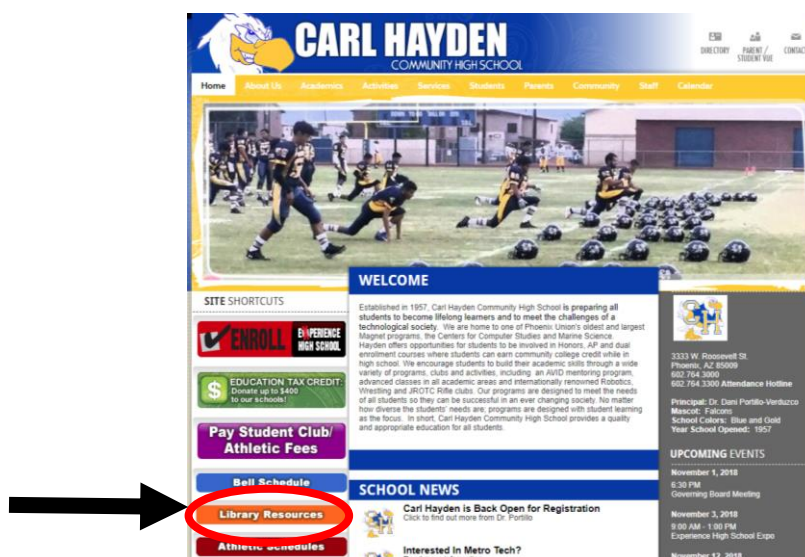 CARL HAYDEN
COMMUNITY HIGH SCHOOL
DIRECTORY
PARENT /
STUDENT VUE
CONTACT
Home About Us Academics Activities Services Students Parents Community Staff Calendar
SITE SHORTCUTS
ENROLL EXPERIENCE
HIGH SCHOOL
EDUCATION TAX CREDIT:
Donate up to $400
to our schools!
Pay Student Club/
Athletic Fees
Bell Schedule
Library Resources
Athletic Schedules
WELCOME
Established in 1957, Carl Hayden Community High School is preparing all
students to become lifelong learners and to meet the challenges of a
technological society. We are home to one of Phoenix Union's oldest and largest
Magnet programs, the Centers for Computer Studies and Marine Science.
Hayden offers opportunities for students to be involved in Honors, AP and dual
enrollment courses where students can earn community college credit while in
high school. We encourage students to build their academic skills through a wide
variety of programs, clubs and activities, including an AVID mentoring program,
advanced classes in all academic areas and internationally renowned Robotics,
Wrestling and JROTC Rifle clubs. Our programs are designed to meet the needs
of all students so they can be successful in an ever changing society. No matter
how diverse the students' needs are; programs are designed with student learning
as the focus. In short, Carl Hayden Community High School provides a quality
and appropriate education for all students.
SCHOOL NEWS
Carl Hayden is Back Open for Registration
Click to find out more from Dr. Portillo
Interested In Metro Tech?
3333 W. Roosevelt St.
Phoenix, AZ 85009
602.764.3000
602.764.3300 Attendance Hotline
Principal: Dr. Dani Portillo-Verduzco
Mascot: Falcons
School Colors: Blue and Gold
Year School Opened: 1957
UPCOMING EVENTS
November 1, 2018
6:30 PM
Governing Board Meeting
November 3, 2018
9:00 AM - 1:00 PM
Experience High School Expo
November 12, 2018